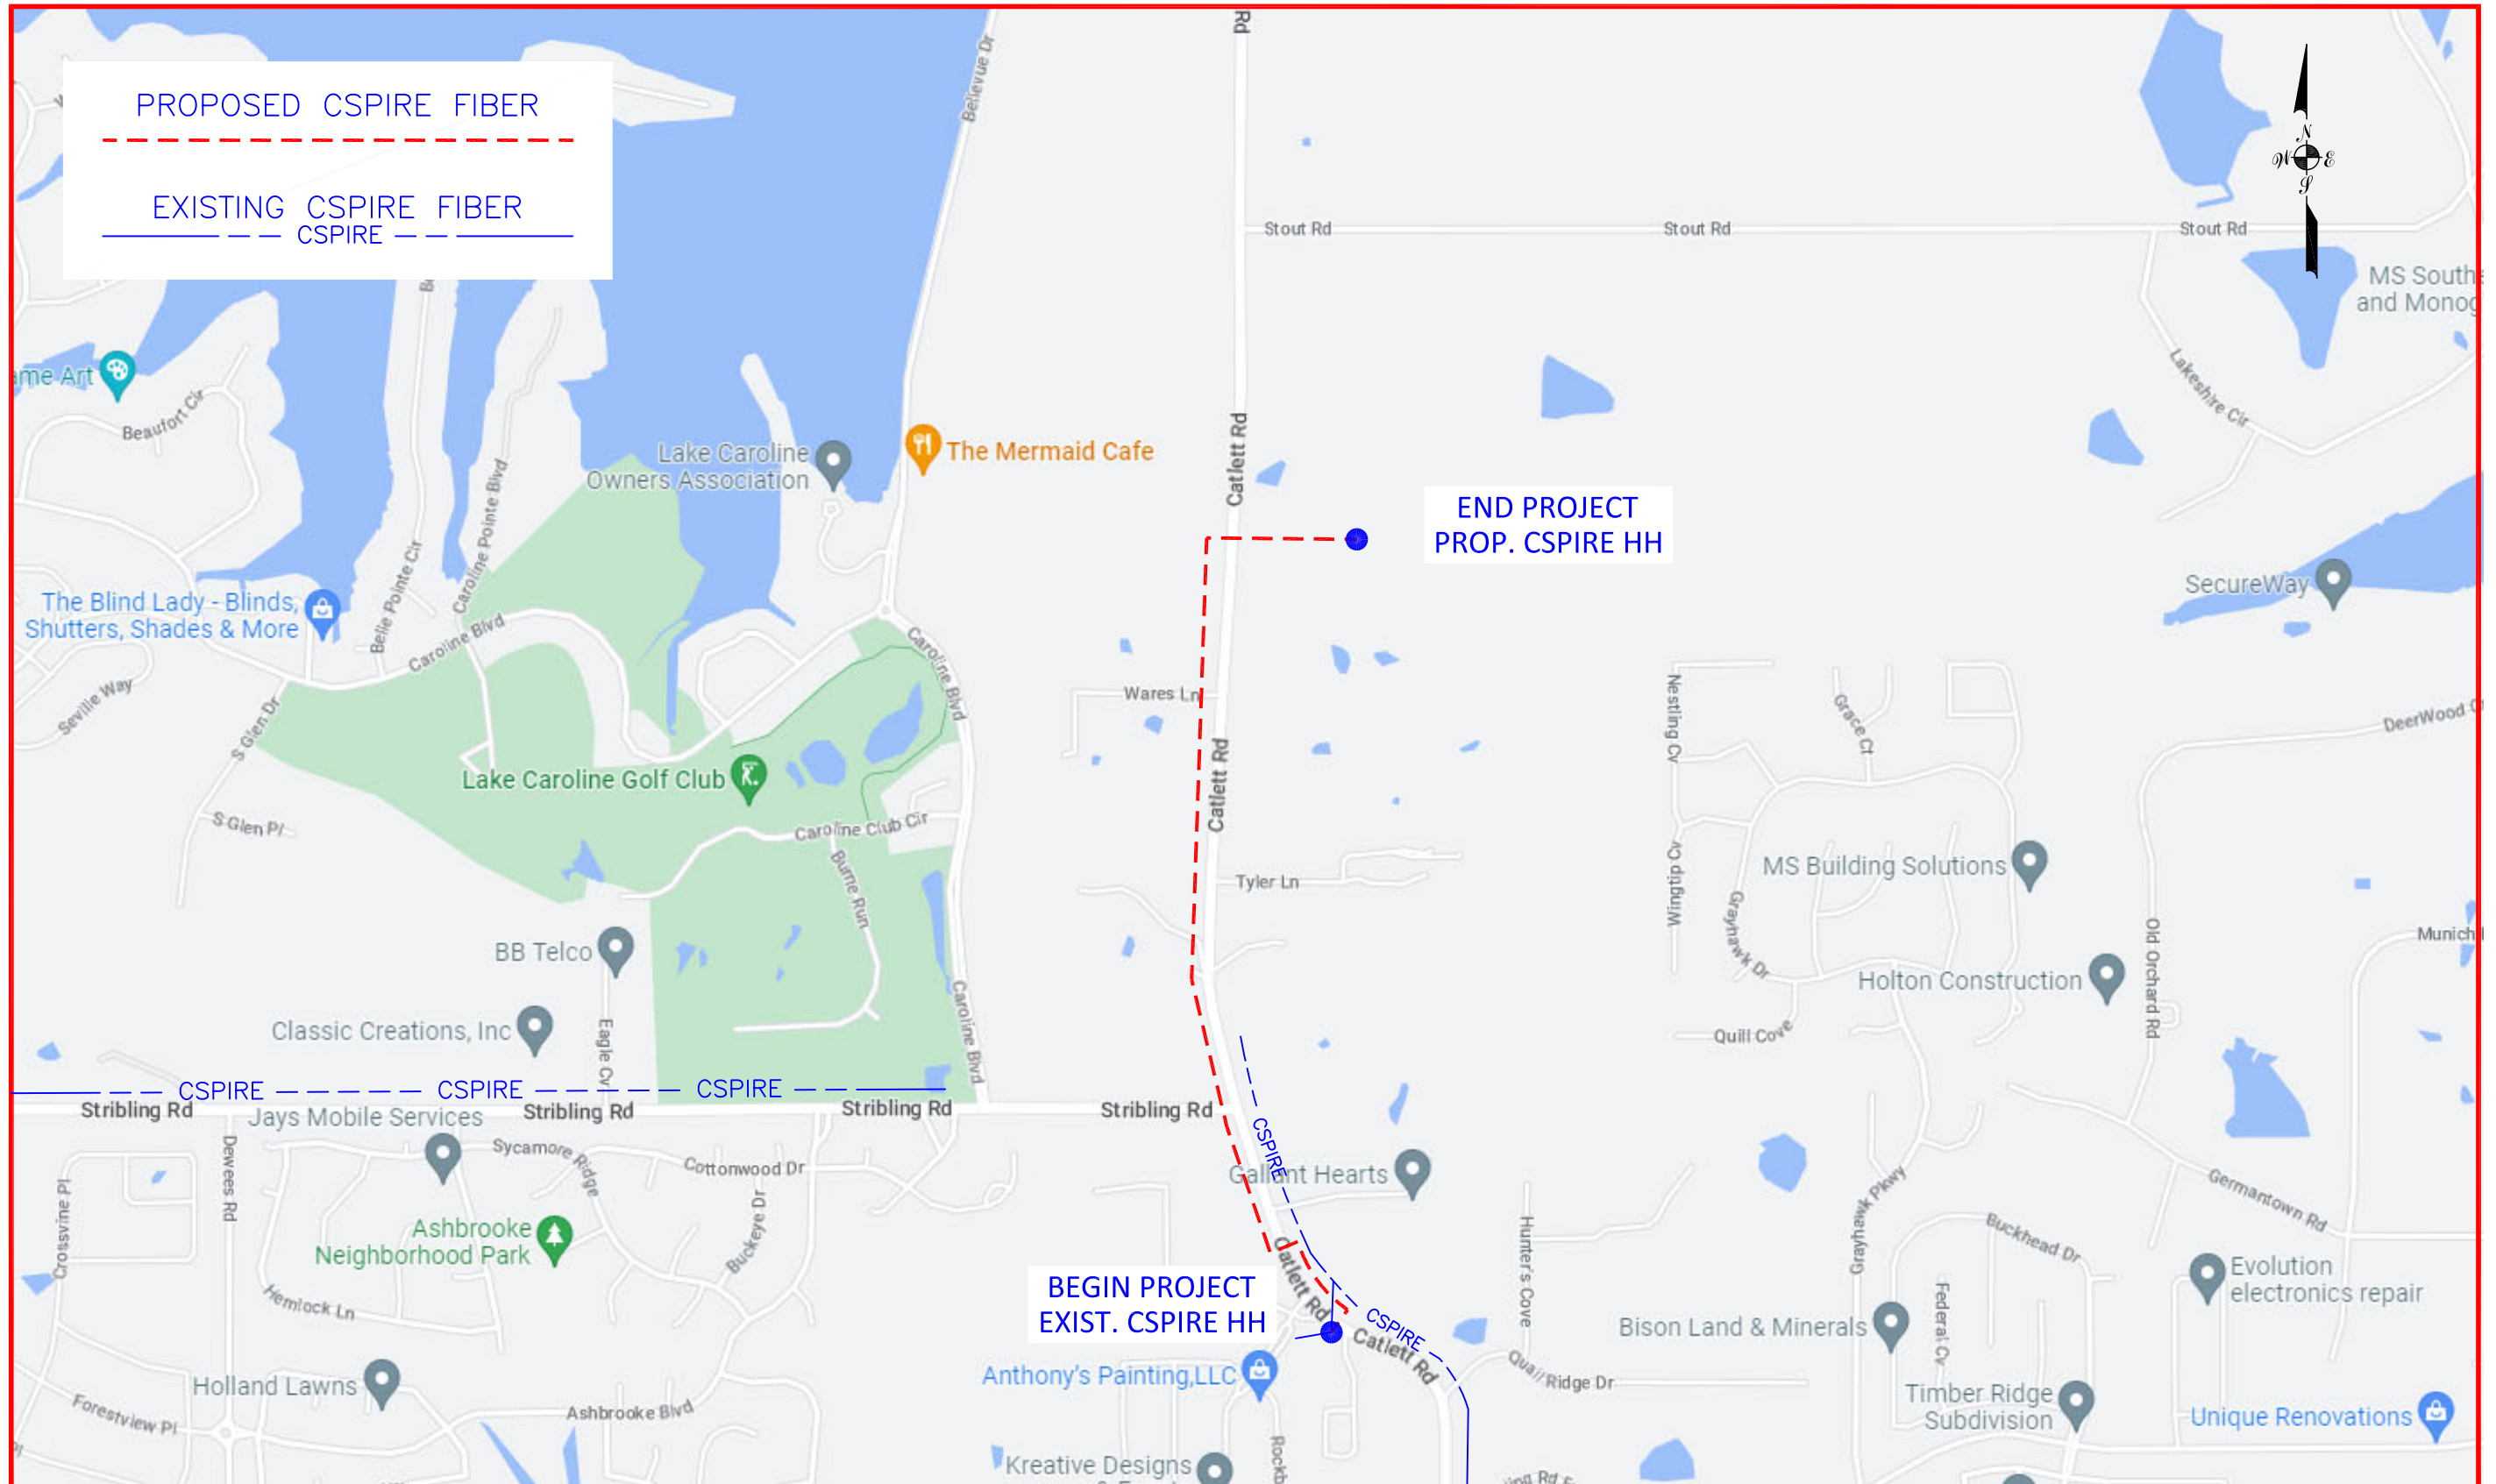 PROPOSED CSPIRE FIBER
EXISTING CSPIRE FIBER
CSPIRE
Rd
Bellevue Dr
N
W E
S
Stout Rd
Stout Rd
Stout Rd
MS South
and Monog
Lakeshire Cir
ame Art
Beaufort Cir
Caroline Pointe Blvd
Belle Pointe Cir
Lake Caroline
Owners Association
The Mermaid Cafe
Catlett Rd
END PROJECT
PROP. CSPIRE HH
SecureWay
The Blind Lady - Blinds,
Shutters, Shades & More
Caroline Blvd
Caroline Blvd
Seville Way
S Glen Dr
S Glen Pl
Wares Ln
Catlett Rd
Nestling Cv
Grace Ct
DeerWood
Lake Caroline Golf Club
Caroline Club Cir
Burrie Run
Tyler Ln
Wingtip Cv
Grayhawk Dr
MS Building Solutions
Old Orchard Rd
Munich
BB Telco
Holton Construction
Classic Creations, Inc
Eagle Cv
Caroline Blvd
Quill Cove
CSPIRE
CSPIRE
CSPIRE
Stribling Rd
Stribling Rd
Stribling Rd
Stribling Rd
Jays Mobile Services
Dewees Rd
Sycamore Ridge
Cottonwood Dr
Buckeye Dr
CSPIRE
Gallant Hearts
Crossvine Pl
Ashbrooke
Neighborhood Park
Hemlock Ln
Hunter's Cove
Grayhawk Pkwy
Grayhawk Pkwy
Buckhead Dr
Germantown Rd
Catlett Rd
BEGIN PROJECT
EXIST. CSPIRE HH
CSPIRE
Catlett Rd
Evolution
electronics repair
Federal Cv
Bison Land & Minerals
Anthony's Painting,LLC
Quail Ridge Dr
Holland Lawns
Forestview Pl
Ashbrooke Blvd
Timber Ridge
Subdivision
Unique Renovations
Kreative Designs
Rockb